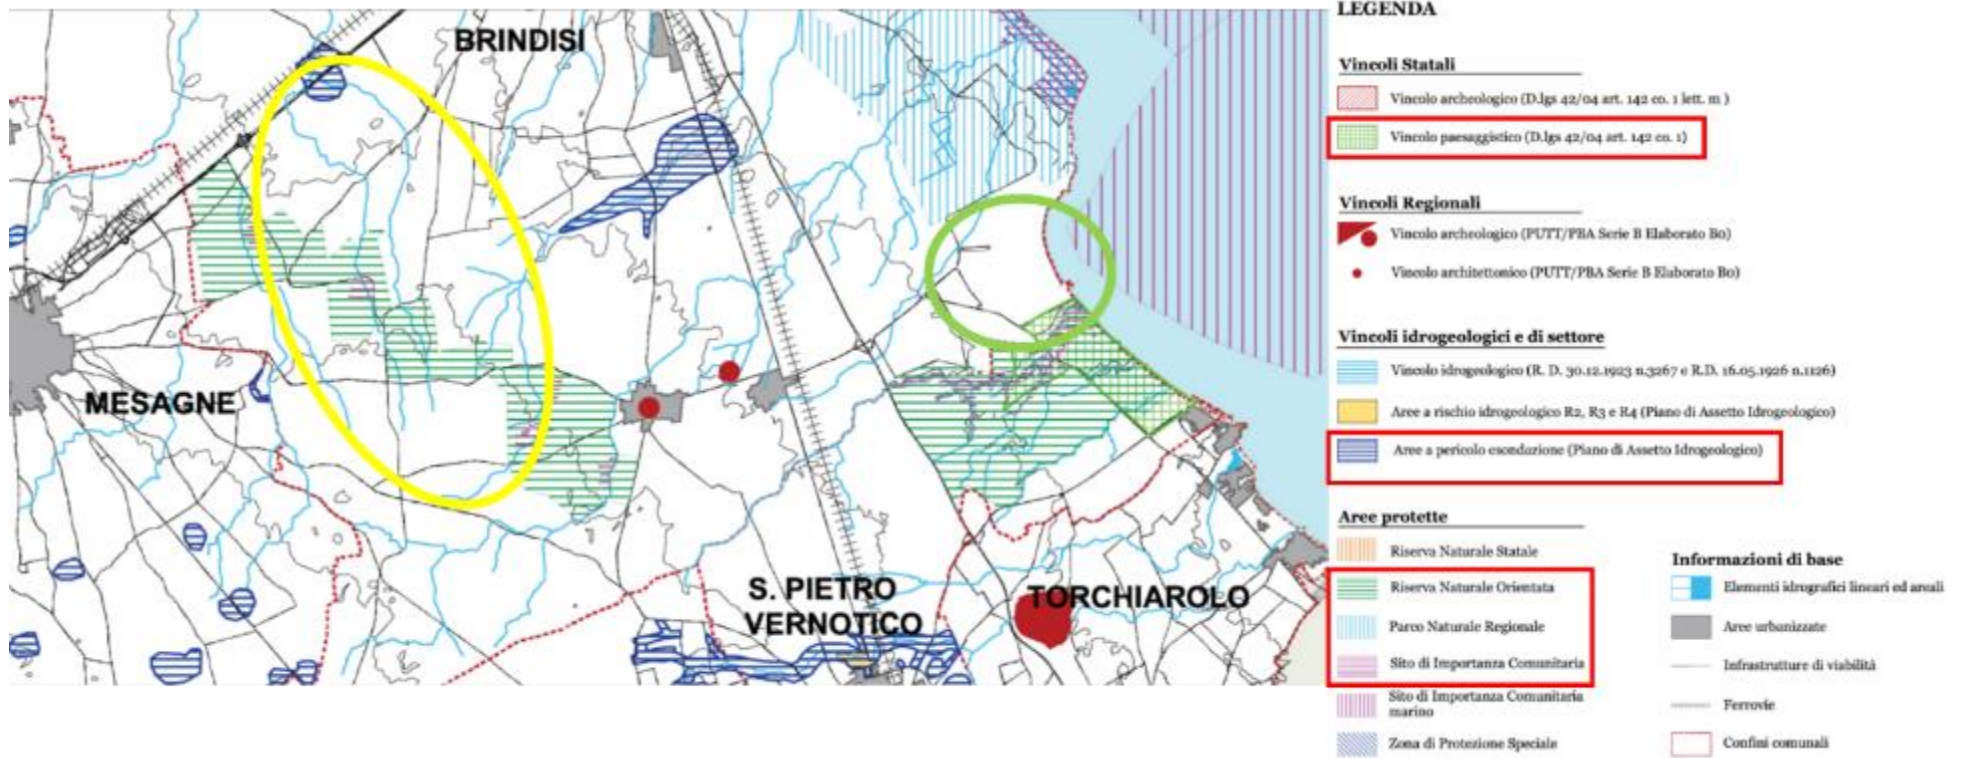 BRINDISI
MESAGNE
S. PIETRO
VERNOTICO
TORCHIAROLO
LEGENDA
Vincoli Statali
Vincolo archeologico (D.lgs 42/04 art. 142 co. 1 lett. m )
Vincolo paesaggistico (D.lgs 42/04 art. 142 co. 1)
Vincoli Regionali
Vincolo archeologico (PUTT/PBA Serie B Elaborato B0)
Vincolo architettonico (PUTT/PBA Serie B Elaborato B0)
Vincoli idrogeologici e di settore
Vincolo idrogeologico (R. D. 30.12.1923 n.3267 e R.D. 16.05.1926 n.1126)
Aree a rischio idrogeologico R2, R3 e R4 (Piano di Assetto Idrogeologico)
Aree a pericolo esondazione (Piano di Assetto Idrogeologico)
Aree protette
Riserva Naturale Statale
Riserva Naturale Orientata
Parco Naturale Regionale
Sito di Importanza Comunitaria
Sito di Importanza Comunitaria
marino
Zona di Protezione Speciale
Informazioni di base
Elementi idrografici lineari ed areali
Aree urbanizzate
Infrastrutture di viabilità
Ferrovie
Confini comunali